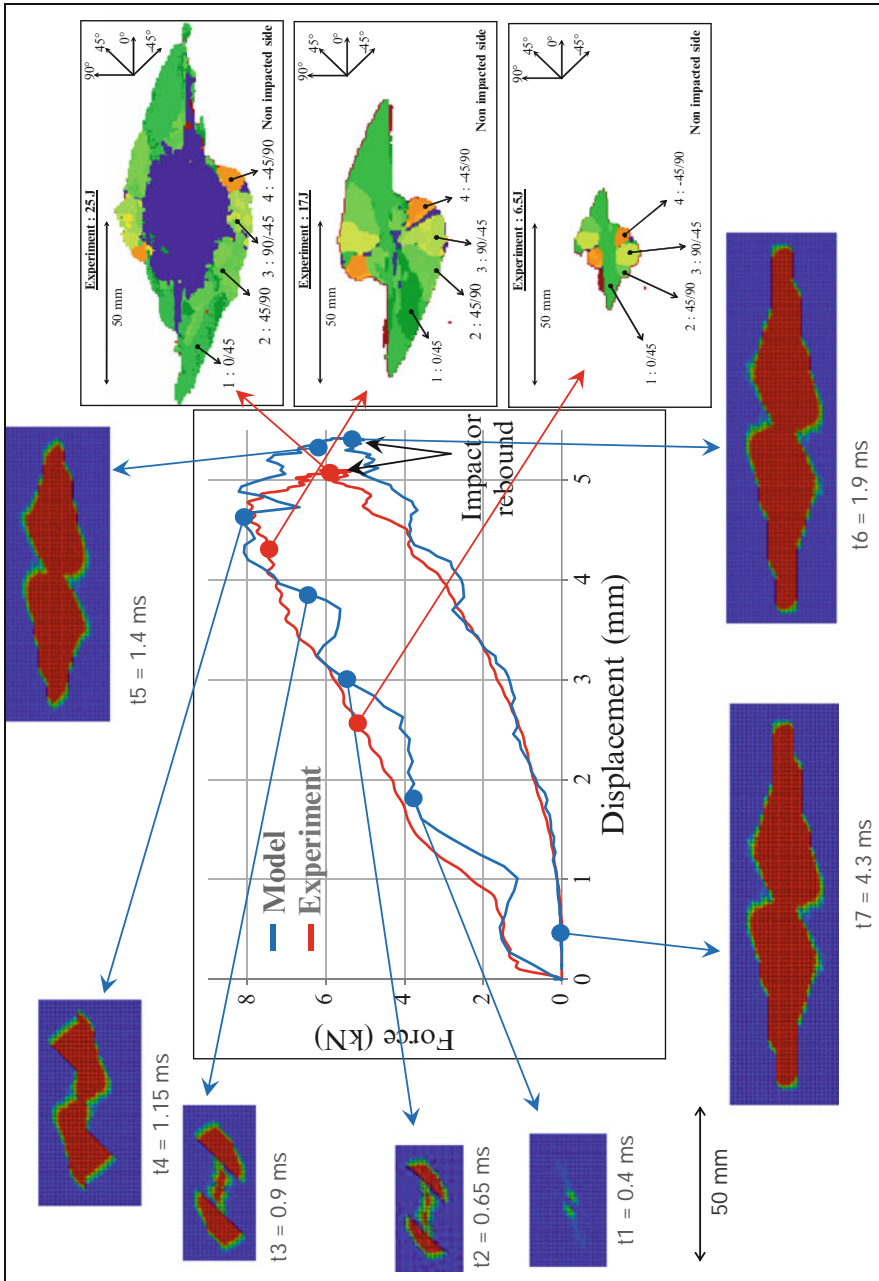 t4 = 1.15 ms
t3 = 0.9 ms
t2 = 0.65 ms
t1 = 0.4 ms
50 mm
t5 = 1.4 ms
t6 = 1.9 ms
t7 = 4.3 ms
Force (kN)
8
6
4
2
0
0
1
2
3
4
5
Displacement (mm)
Model
Experiment
Impactor
rebound
Experiment : 25J
50 mm
90°
45°
0°
-45°
1 : 0/45
2 : 45/90
3 : 90/-45
4 : -45/90
Non impacted side
Experiment : 17J
50 mm
90°
45°
0°
-45°
1 : 0/45
2 : 45/90
3 : 90/-45
4 : -45/90
Non impacted side
Experiment : 6.5J
50 mm
90°
45°
0°
-45°
1 : 0/45
2 : 45/90
3 : 90/-45
4 : -45/90
Non impacted side